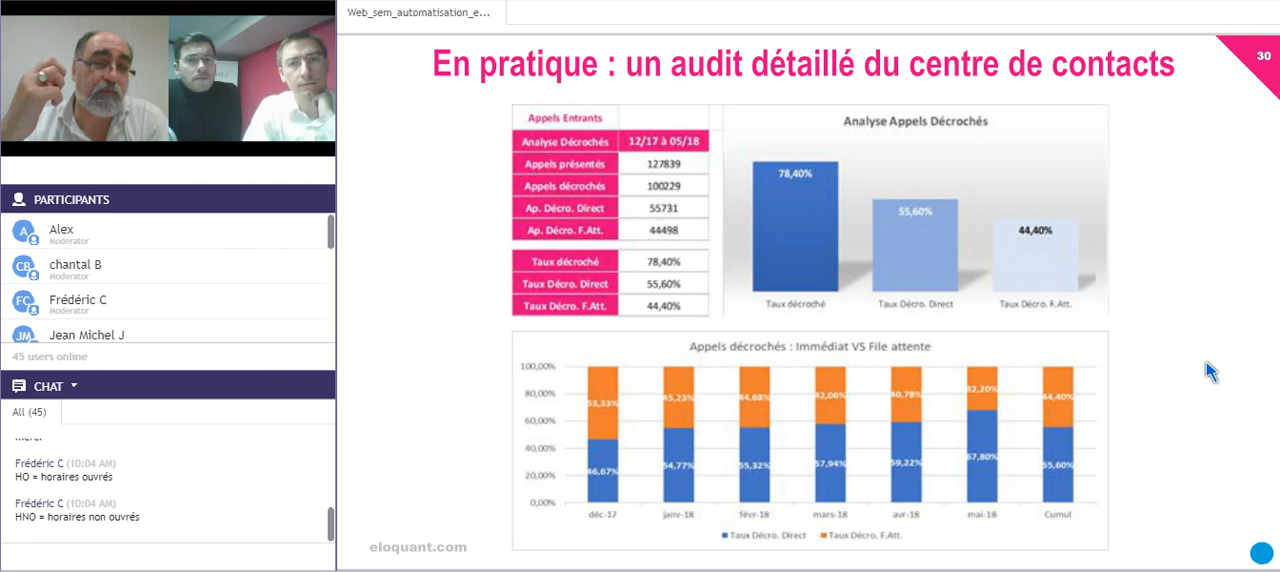 Web_sem_automatisation_e...
30
En pratique : un audit détaillé du centre de contacts
PARTICIPANTS
A Alex
Moderator
CB chantal B
Moderator
FC Frédéric C
Moderator
JM Jean Michel J
45 users online
CHAT
All (45)
Frédéric C (10:04 AM)
HO = horaires ouvrés
Frédéric C (10:04 AM)
HNO = horaires non ouvrés
Appels Entrants
Analyse Décrochés 12/17 à 05/18
Appels présentés 127839
Appels décrochés 100229
Ap. Décro. Direct 55731
Ap. Décro. F.Att. 44498
Taux décroché 78,40%
Taux Décro. Direct 55,60%
Taux Décro. F.Att. 44,40%
Analyse Appels Décrochés
78,40%
55,60%
44,40%
Taux décroché Taux Décro. Direct Taux Décro. F.Att.
Appels décrochés : Immédiat VS File attente
100,00%
80,00%
60,00%
40,00%
20,00%
0,00%
53,33% 45,23% 44,68% 42,06% 40,78% 32,20% 44,40%
46,67% 54,77% 55,32% 57,94% 59,22% 67,80% 55,60%
déc-17 janv-18 févr-18 mars-18 avr-18 mai-18 Cumul
Taux Décro. Direct Taux Décro. F.Att.
eloquant.com